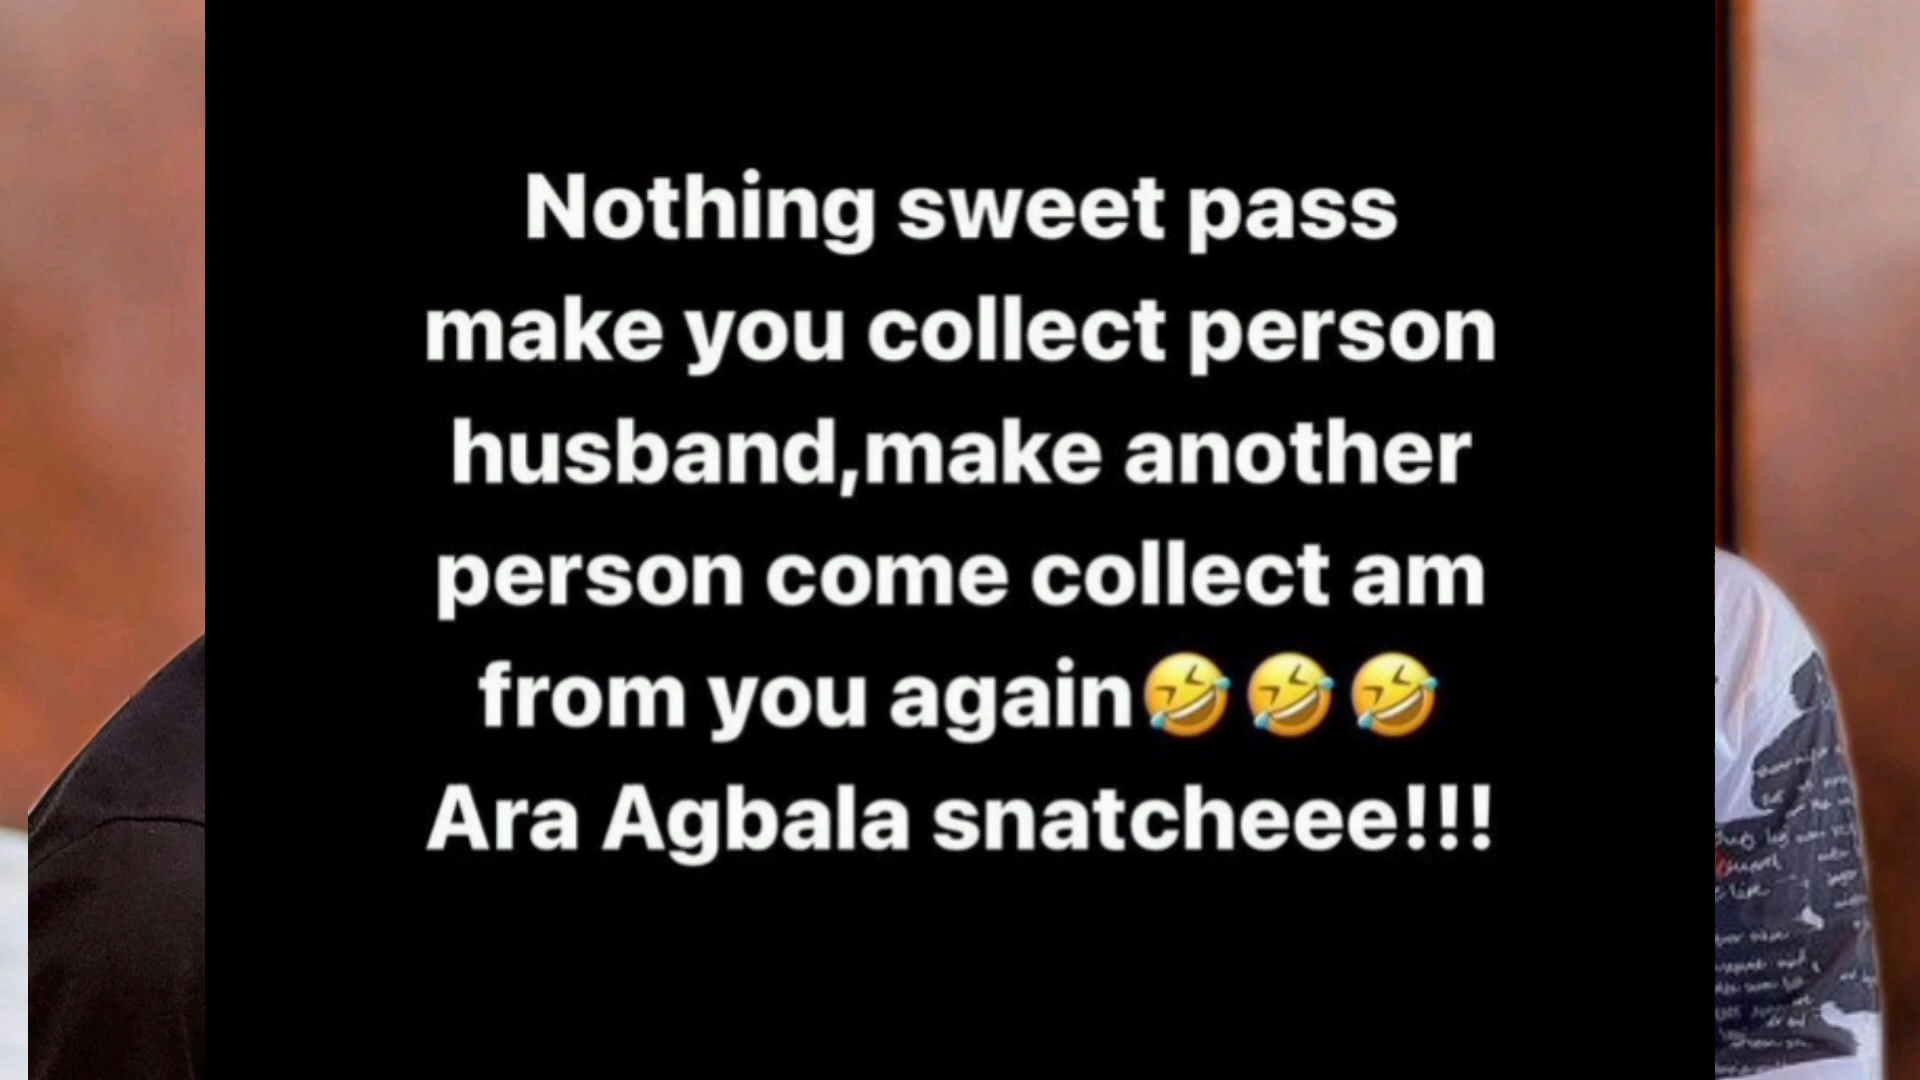 Nothing sweet pass
make you collect person
husband,make another
person come collect am
from you again🤣🤣🤣
Ara Agbala snatcheee!!!